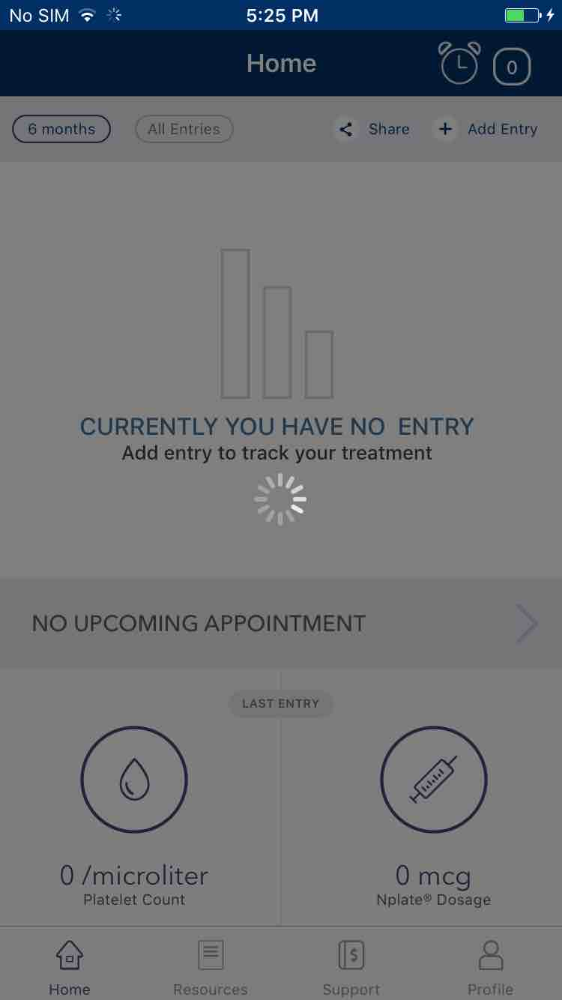 No SIM 5:25 PM
Home 0
6 months All Entries Share + Add Entry
CURRENTLY YOU HAVE NO ENTRY
Add entry to track your treatment
NO UPCOMING APPOINTMENT
LAST ENTRY
0 /microliter 0 mcg
Platelet Count Nplate® Dosage
$
Home Resources Support Profile